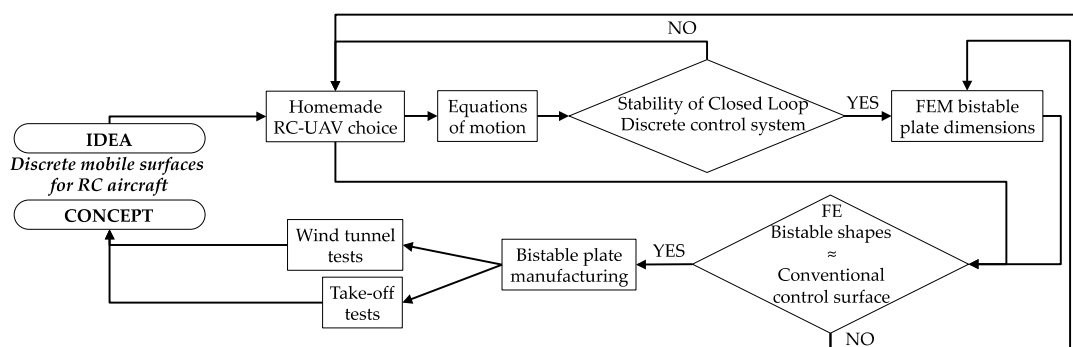 NO
Homemade
RC-UAV choice
Equations
of motion
Stability of Closed Loop
Discrete control system
YES
FEM bistable
plate dimensions
IDEA
Discrete mobile surfaces
for RC aircraft
CONCEPT
Wind tunnel
tests
Take-off
tests
Bistable plate
manufacturing
YES
FE
Bistable shapes
≈
Conventional
control surface
NO